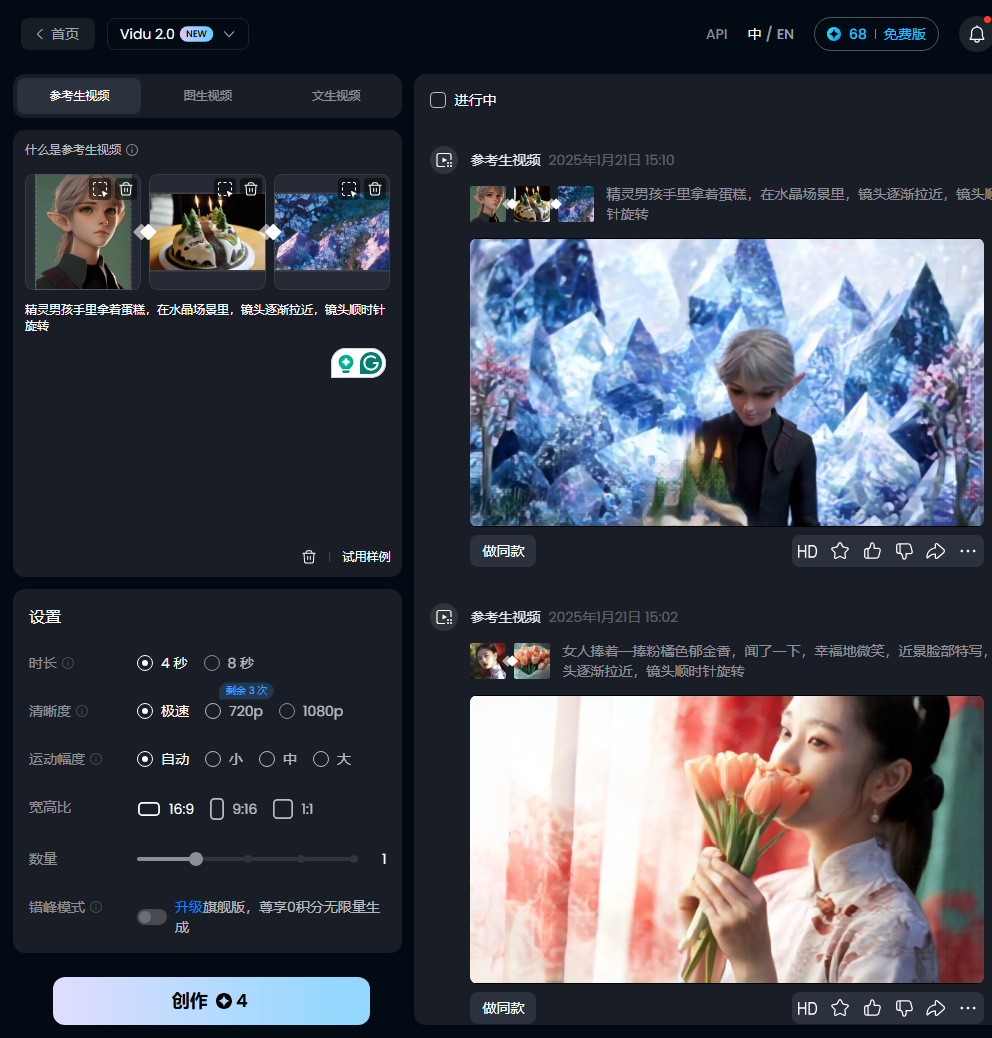 首页
Vidu 2.0 NEW
API
中 / EN
68 | 免费版
参考生视频
图生视频
文生视频
什么是参考生视频
精灵男孩手里拿着蛋糕，在水晶场景里，镜头逐渐拉近，镜头顺时针
旋转
试用样例
设置
时长
4 秒
8 秒
剩余 3 次
清晰度
极速
720p
1080p
运动幅度
自动
小
中
大
宽高比
16:9
9:16
1:1
数量
1
错峰模式
升级旗舰版，尊享0积分无限量生
成
创作 4
进行中
参考生视频 2025年1月21日 15:10
精灵男孩手里拿着蛋糕，在水晶场景里，镜头逐渐拉近，镜头顺
针旋转
做同款
HD
参考生视频 2025年1月21日 15:02
女人捧着一捧粉橘色郁金香，闻了一下，幸福地微笑，近景脸部特写，
头逐渐拉近，镜头顺时针旋转
做同款
HD